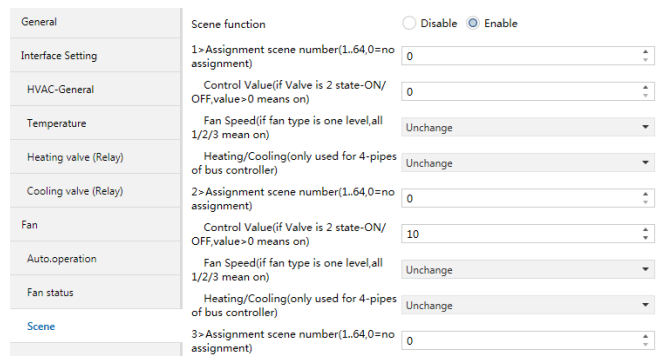 General
Interface Setting
HVAC-General
Temperature
Heating valve (Relay)
Cooling valve (Relay)
Fan
Auto.operation
Fan status
Scene
Scene function
Disable
Enable
1>Assignment scene number(1..64,0=no
assignment)
0
Control Value(if Valve is 2 state-ON/
OFF,value>0 means on)
0
Fan Speed(if fan type is one level,all
1/2/3 mean on)
Unchange
Heating/Cooling(only used for 4-pipes
of bus controller)
Unchange
2>Assignment scene number(1..64,0=no
assignment)
0
Control Value(if Valve is 2 state-ON/
OFF,value>0 means on)
10
Fan Speed(if fan type is one level,all
1/2/3 mean on)
Unchange
Heating/Cooling(only used for 4-pipes
of bus controller)
Unchange
3>Assignment scene number(1..64,0=no
assignment)
0